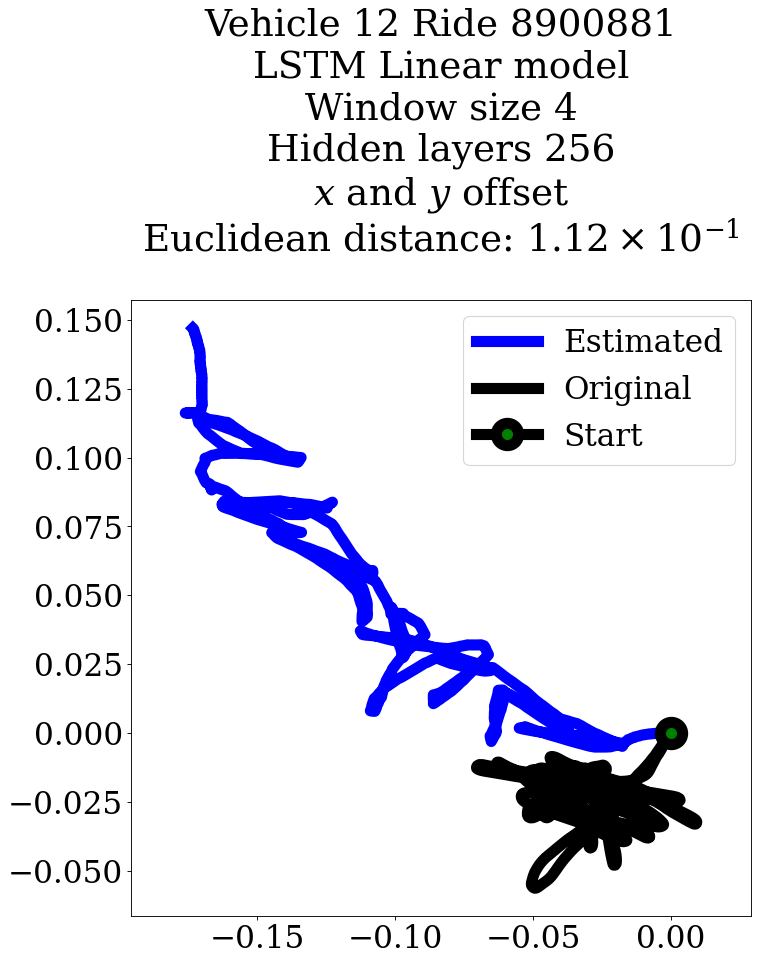 Vehicle 12 Ride 8900881
LSTM Linear model
Window size 4
Hidden layers 256
x and y offset
Euclidean distance: 1.12 × 10⁻¹
Estimated
Original
Start
0.150
0.125
0.100
0.075
0.050
0.025
0.000
−0.025
−0.050
−0.15
−0.10
−0.05
0.00